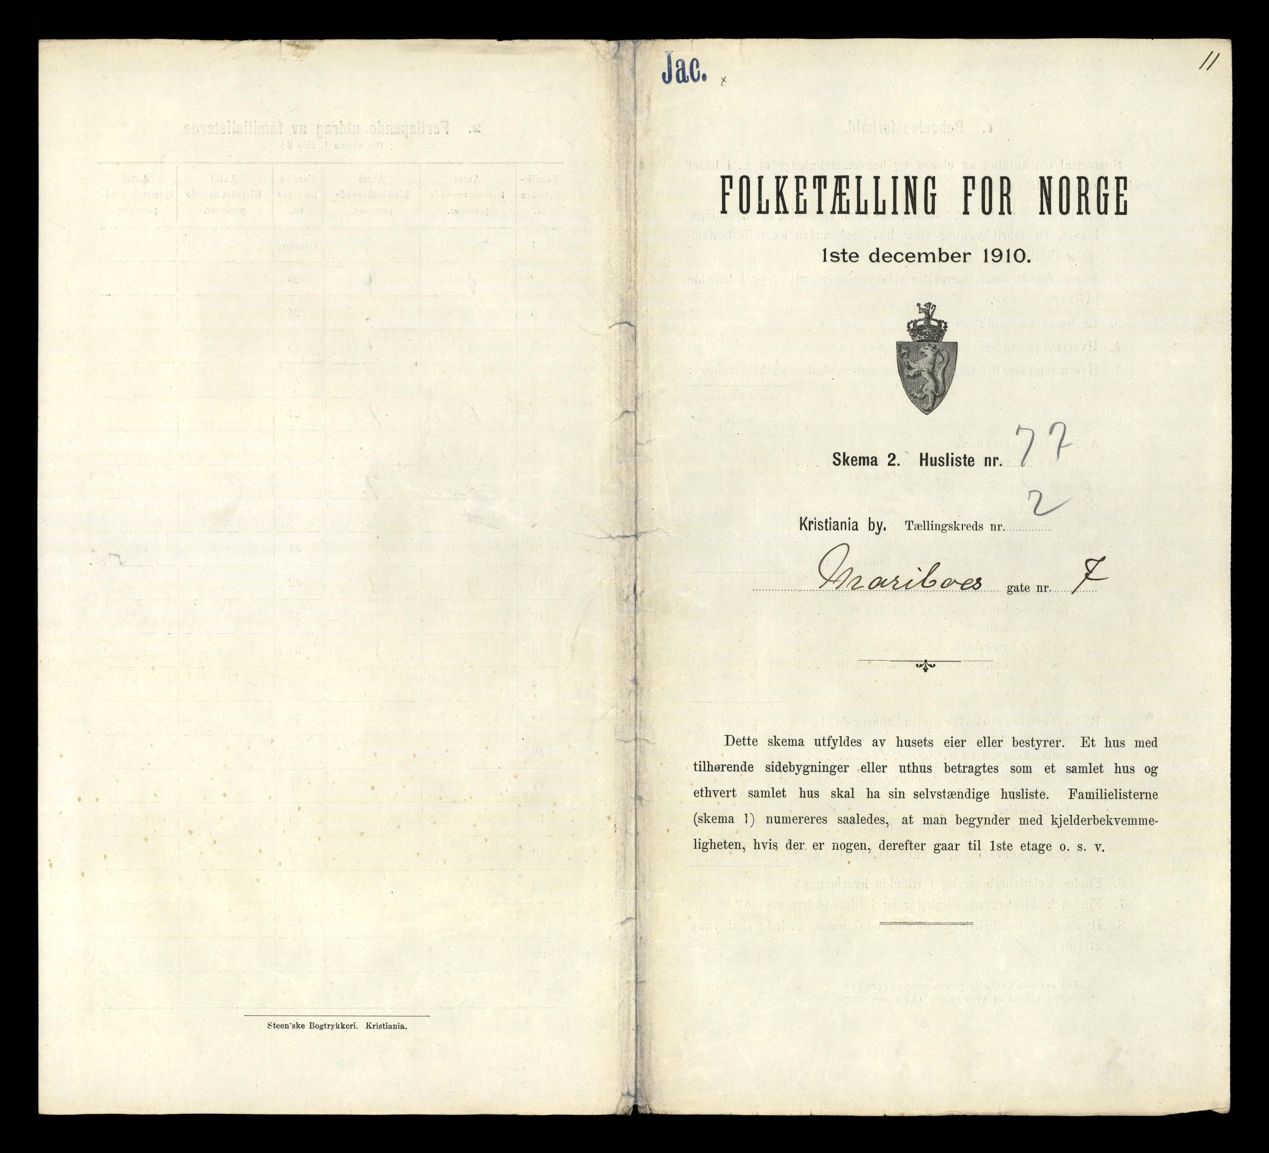 Steen'ske Bogtrykkeri. Kristiania.
Jac.
11
FOLKETÆLLING FOR NORGE
1ste december 1910.
Skema 2. Husliste nr. 77
Kristiania by. Tællingskreds nr. 2
Mariboes gate nr. 7
Dette skema utfyldes av husets eier eller bestyrer. Et hus med
tilhørende sidebygninger eller uthus betragtes som et samlet hus og
ethvert samlet hus skal ha sin selvstændige husliste. Familielisterne
(skema 1) numereres saaledes, at man begynder med kjelderbekvemme-
ligheten, hvis der er nogen, derefter gaar til 1ste etage o. s. v.